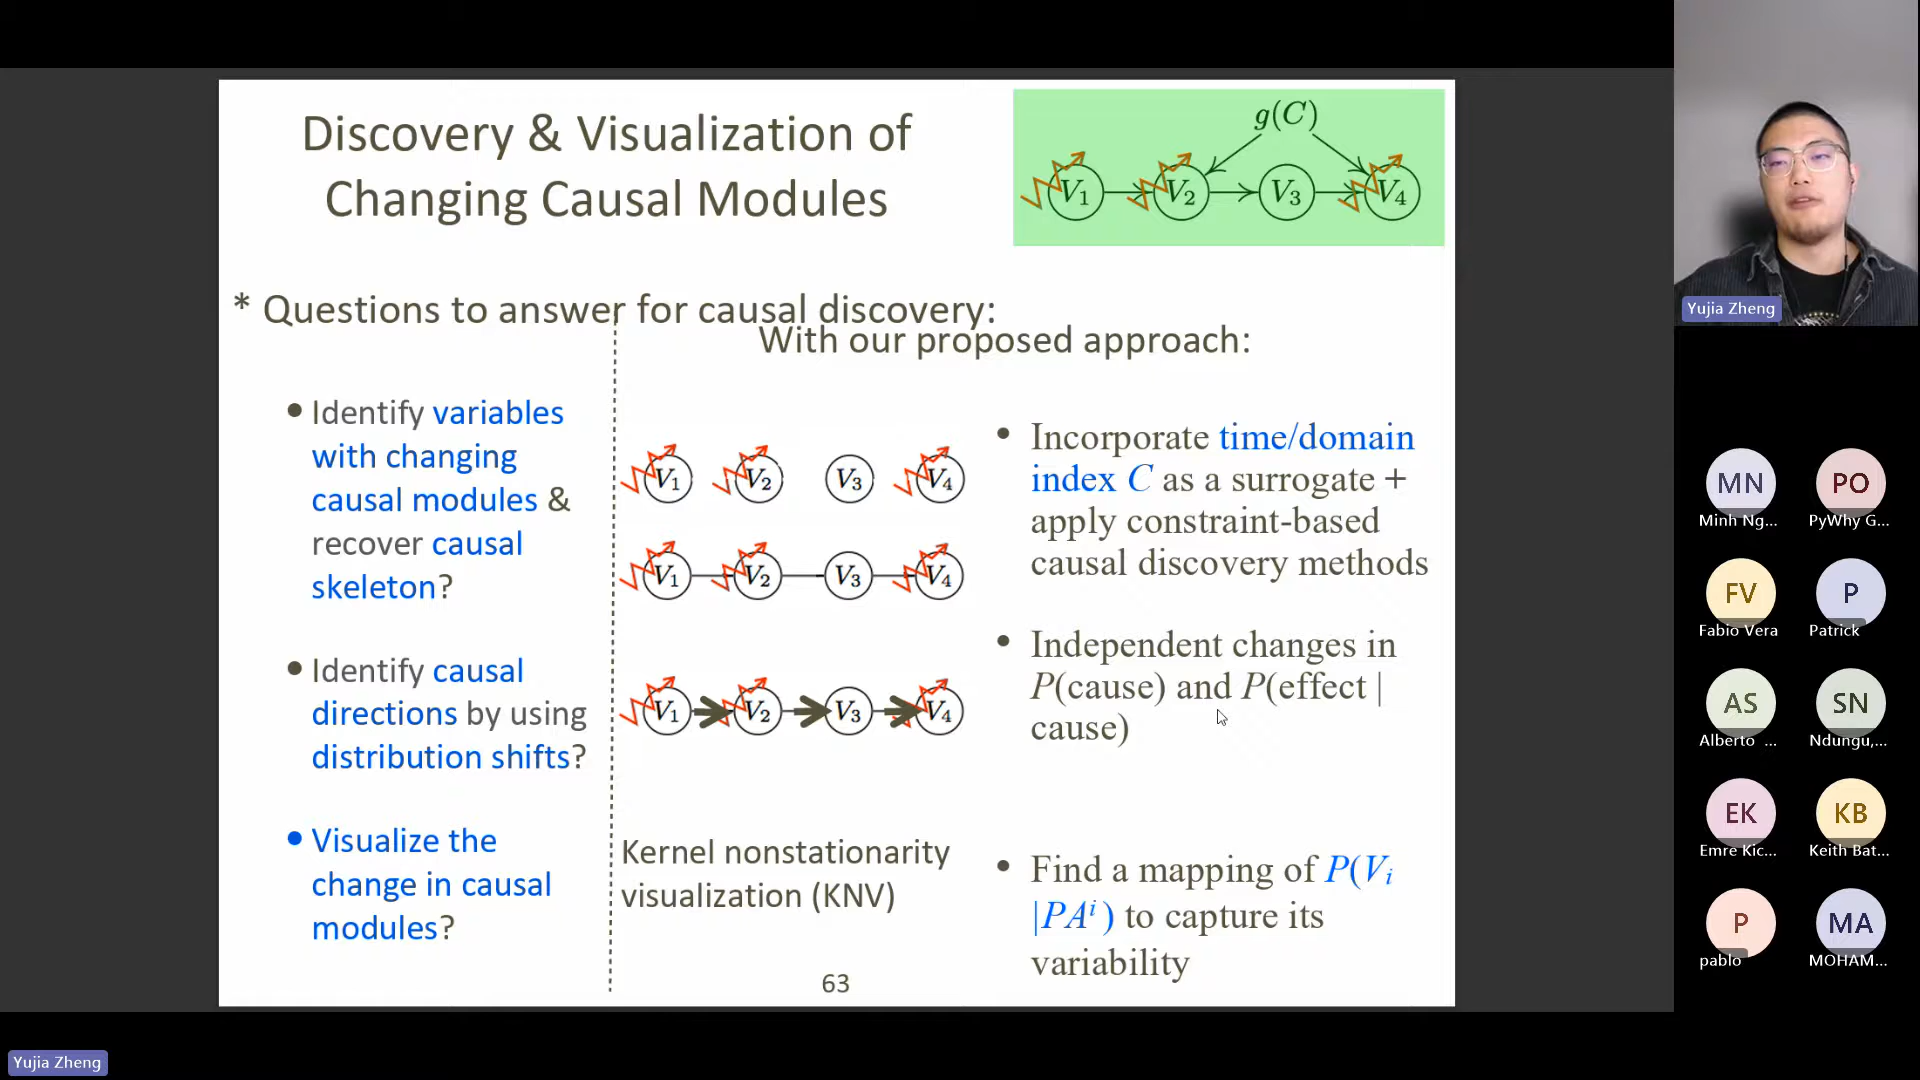 Discovery & Visualization of
Changing Causal Modules
g(C)
V1 V2 V3 V4
* Questions to answer for causal discovery:
With our proposed approach:
• Identify variables
with changing
causal modules &
recover causal
skeleton?
V1 V2 V3 V4
V1 V2 V3 V4
• Incorporate time/domain
index C as a surrogate +
apply constraint-based
causal discovery methods
• Identify causal
directions by using
distribution shifts?
V1 V2 V3 V4
• Independent changes in
P(cause) and P(effect |
cause)
• Visualize the
change in causal
modules?
Kernel nonstationarity
visualization (KNV)
• Find a mapping of P(Vi
|PAi) to capture its
variability
63
Yujia Zheng
MN
Minh Ng...
PO
PyWhy G...
FV
Fabio Vera
P
Patrick
AS
Alberto ...
SN
Ndungu,...
EK
Emre Kic...
KB
Keith Bat...
P
pablo
MA
MOHAM...
Yujia Zheng